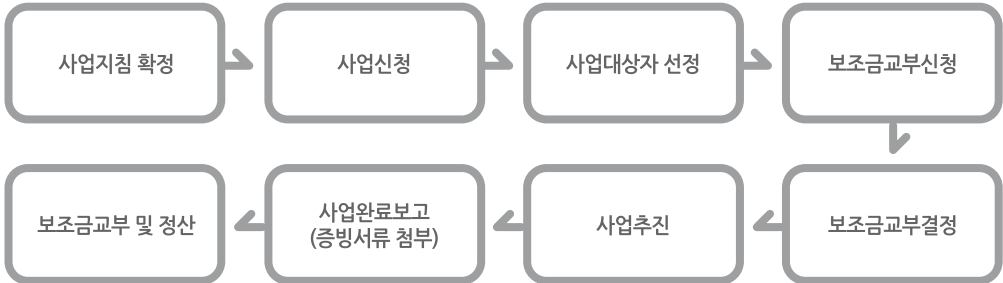 사업지침 확정
사업신청
사업대상자 선정
보조금교부신청
보조금교부결정
사업추진
사업완료보고
(증빙서류 첨부)
보조금교부 및 정산